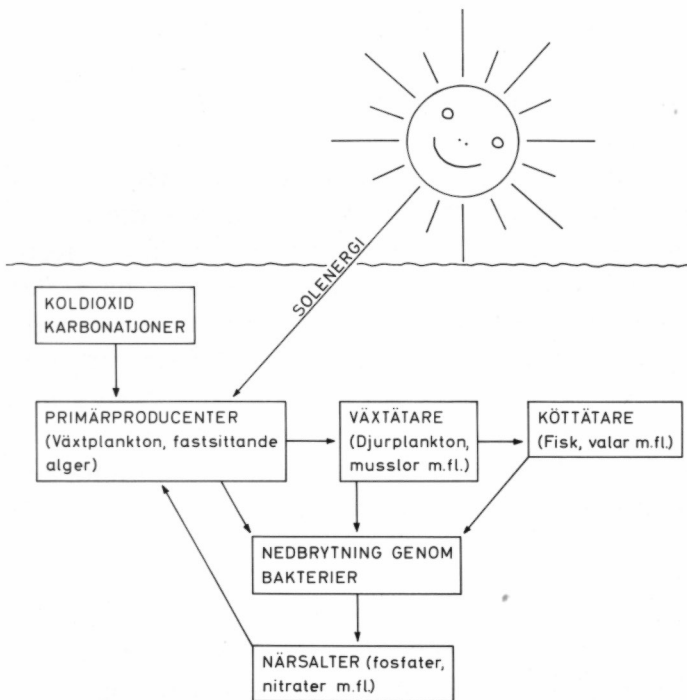 SOLENERGI
KOLDIOXID
KARBONATJONER
PRIMÄRPRODUCENTER
(Växtplankton, fastsittande
alger)
VÄXTÄTARE
(Djurplankton,
musslor m.fl.)
KÖTTÄTARE
(Fisk, valar m.fl.)
NEDBRYTNING GENOM
BAKTERIER
NÄRSALTER (fosfater,
nitrater m.fl.)